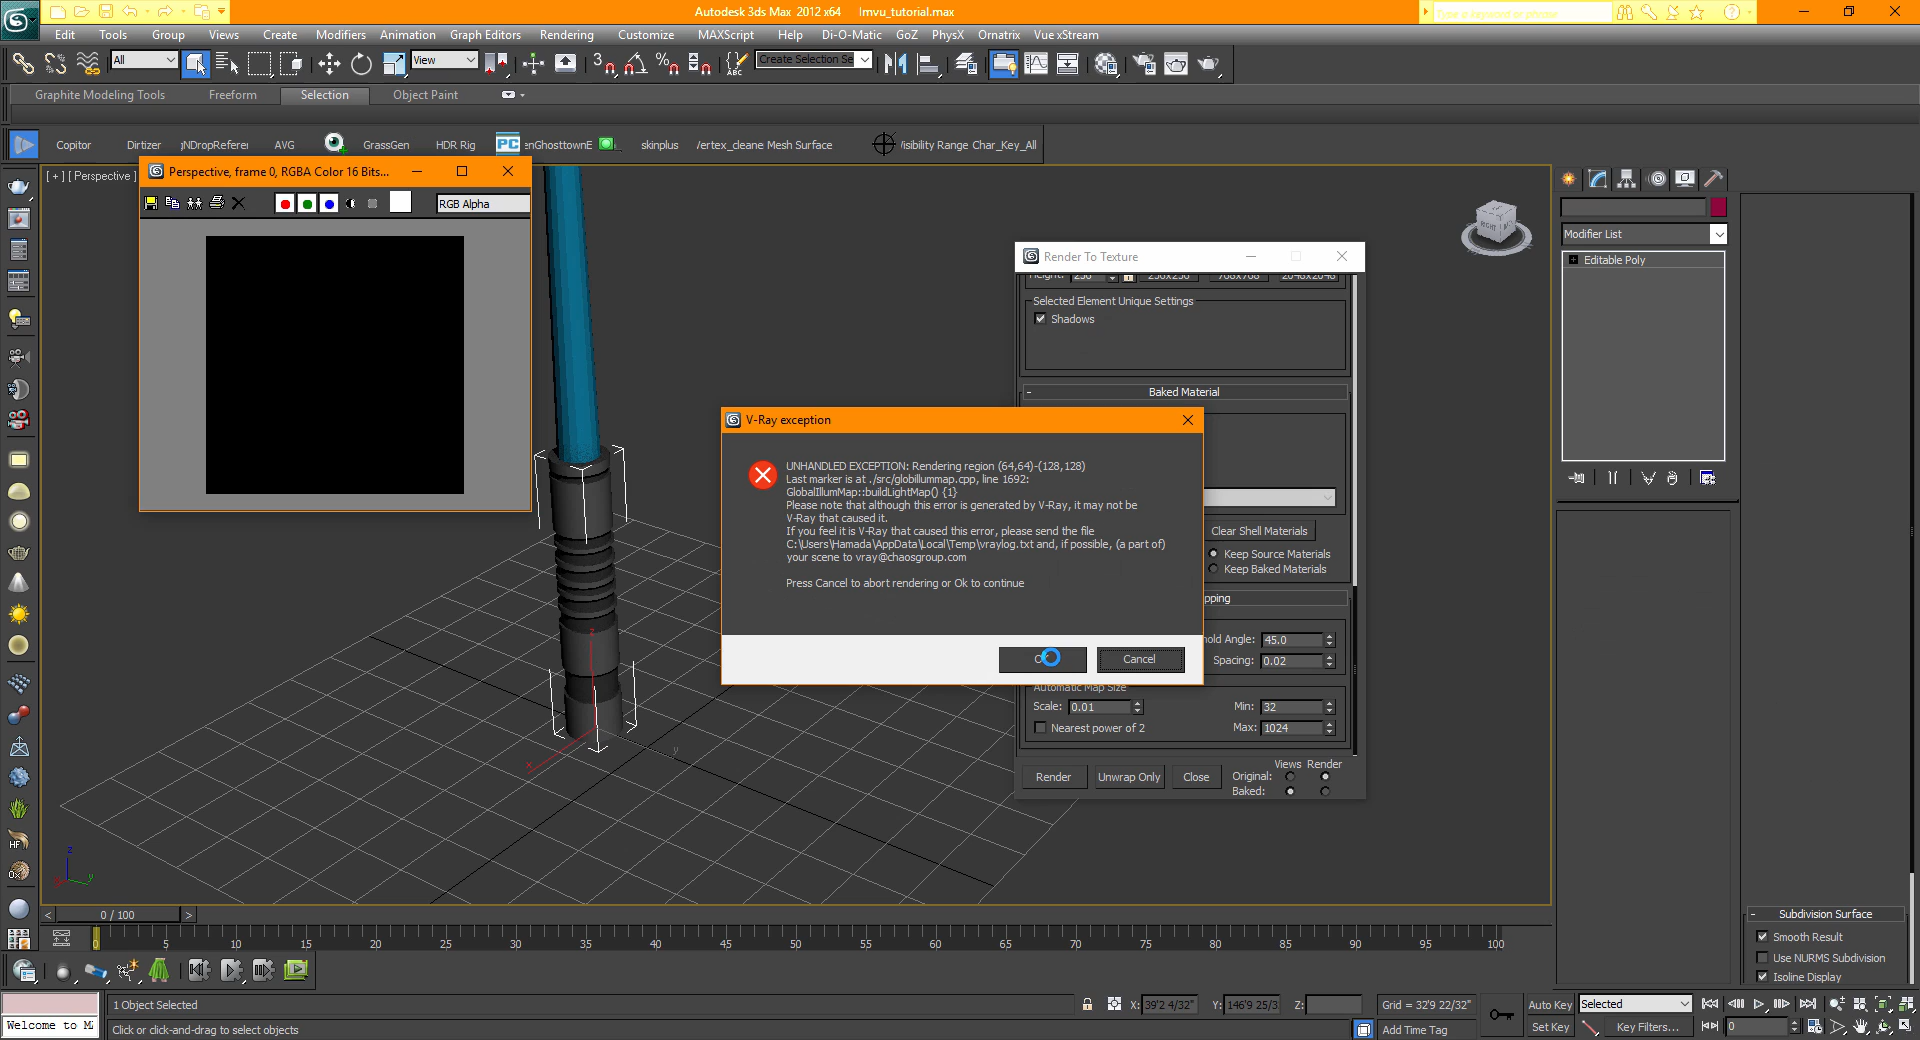 Autodesk 3ds Max 2012 x64 Imvu_tutorial.max
Edit Tools Group Views Create Modifiers Animation Graph Editors Rendering Customize MAXScript Help Di-O-Matic GoZ PhysX Ornatrix Vue xStream
All View Create Selection Se
Graphite Modeling Tools Freeform Selection Object Paint
Copitor Dirtizer gNDropReferei AVG GrassGen HDR Rig PC enGhosttownE skinplus /ertex_cleane Mesh Surface /isibility Range Char_Key_All
[ + ] [ Perspective ]
Perspective, frame 0, RGBA Color 16 Bits...
RGB Alpha
RIGHT
Modifier List
Editable Poly
Render To Texture
Height: 256 256x256 768x768 2048x2048
Selected Element Unique Settings
Shadows
Baked Material
V-Ray exception
UNHANDLED EXCEPTION: Rendering region (64,64)-(128,128)
Last marker is at ./src/globillummap.cpp, line 1692:
GlobalIllumMap::buildLightMap() {1}
Please note that although this error is generated by V-Ray, it may not be
V-Ray that caused it.
If you feel it is V-Ray that caused this error, please send the file
C:\Users\Hamada\AppData\Local\Temp\vraylog.txt and, if possible, (a part of)
your scene to vray@chaosgroup.com
Press Cancel to abort rendering or Ok to continue
Cancel
Clear Shell Materials
Keep Source Materials
Keep Baked Materials
pping
hold Angle: 45.0
Spacing: 0.02
Automatic Map Size
Scale: 0.01 Min: 32
Nearest power of 2 Max: 1024
Views Render
Render Unwrap Only Close Original:
Baked:
z
x
y
z
y
HF
0 / 100
0 5 10 15 20 25 30 35 40 45 50 55 60 65 70 75 80 85 90 95 100
Subdivision Surface
Smooth Result
Use NURMS Subdivision
Isoline Display
1 Object Selected X: 39'2 4/32" Y: 146'9 25/3 Z: Grid = 32'9 22/32" Auto Key Selected
Welcome to M
Click or click-and-drag to select objects Add Time Tag Set Key Key Filters... 0